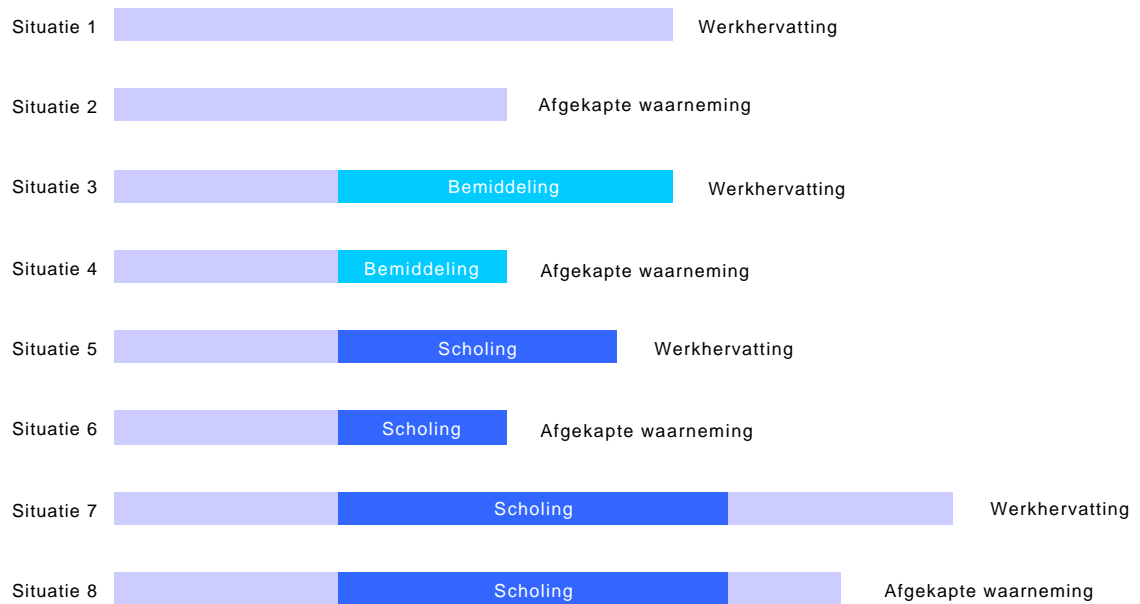 Situatie 1 Werkhervatting
Situatie 2 Afgekapte waarneming
Situatie 3 Bemiddeling Werkhervatting
Situatie 4 Bemiddeling Afgekapte waarneming
Situatie 5 Scholing Werkhervatting
Situatie 6 Scholing Afgekapte waarneming
Situatie 7 Scholing Werkhervatting
Situatie 8 Scholing Afgekapte waarneming